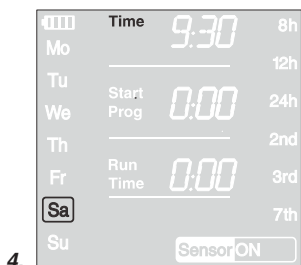 Time 9:30 8h
Mo
12h
Tu
Start
Prog 0:00 24h
We
Th 2nd
Run
Time 0:00 3rd
Fr
Sa 7th
Su Sensor ON
4.